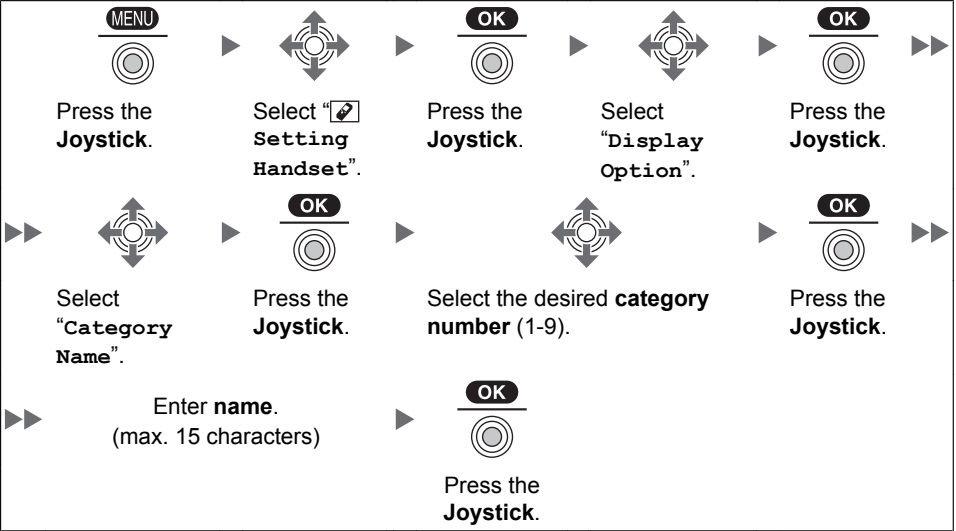 MENU OK OK
Press the Select “ Press the Select Press the
Joystick. Setting Joystick. “Display Joystick.
Handset”. Option”.
OK OK
Select Press the Select the desired category Press the
“Category Joystick. number (1-9). Joystick.
Name”.
OK
Enter name.
(max. 15 characters)
Press the
Joystick.